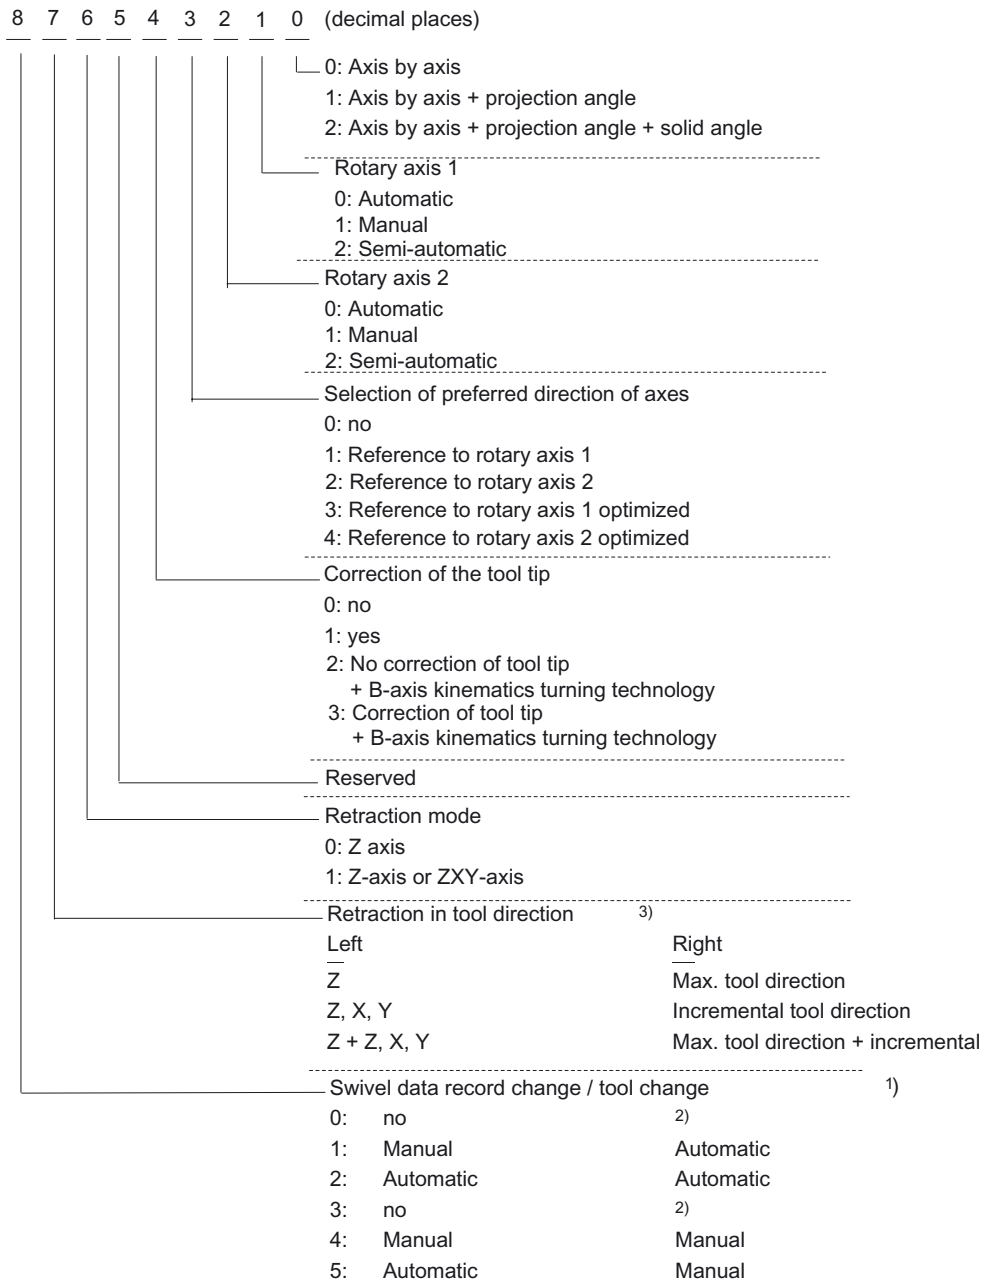 8 7 6 5 4 3 2 1 0 (decimal places)
0: Axis by axis
1: Axis by axis + projection angle
2: Axis by axis + projection angle + solid angle
Rotary axis 1
0: Automatic
1: Manual
2: Semi-automatic
Rotary axis 2
0: Automatic
1: Manual
2: Semi-automatic
Selection of preferred direction of axes
0: no
1: Reference to rotary axis 1
2: Reference to rotary axis 2
3: Reference to rotary axis 1 optimized
4: Reference to rotary axis 2 optimized
Correction of the tool tip
0: no
1: yes
2: No correction of tool tip
+ B-axis kinematics turning technology
3: Correction of tool tip
+ B-axis kinematics turning technology
Reserved
Retraction mode
0: Z axis
1: Z-axis or ZXY-axis
Retraction in tool direction 3)
Left Right
Z Max. tool direction
Z, X, Y Incremental tool direction
Z + Z, X, Y Max. tool direction + incremental
Swivel data record change / tool change 1)
0: no 2)
1: Manual Automatic
2: Automatic Automatic
3: no 2)
4: Manual Manual
5: Automatic Manual